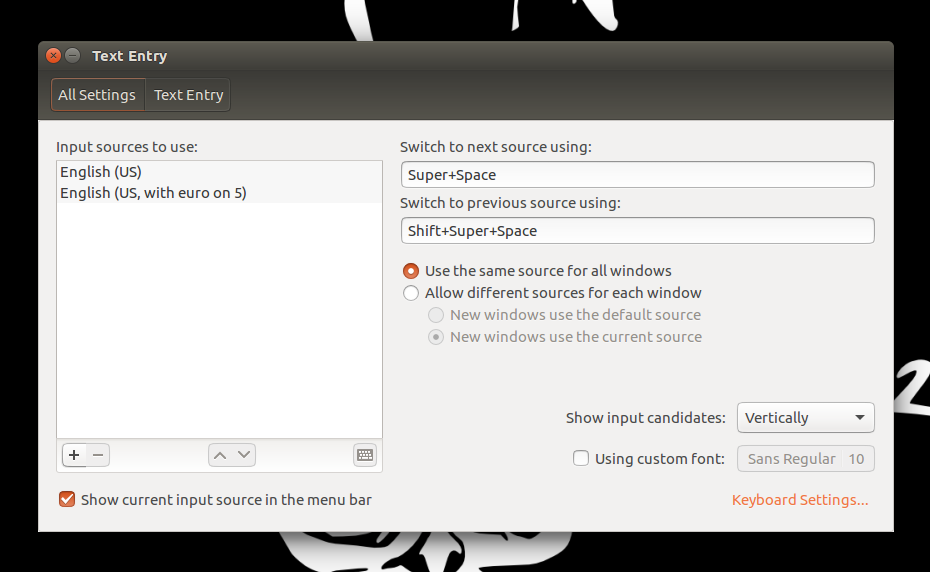 Text Entry
All Settings
Text Entry
Input sources to use:
English (US)
English (US, with euro on 5)
Show current input source in the menu bar
Switch to next source using:
Super+Space
Switch to previous source using:
Shift+Super+Space
Use the same source for all windows
Allow different sources for each window
New windows use the default source
New windows use the current source
Show input candidates: Vertically
Using custom font: Sans Regular 10
Keyboard Settings...
2